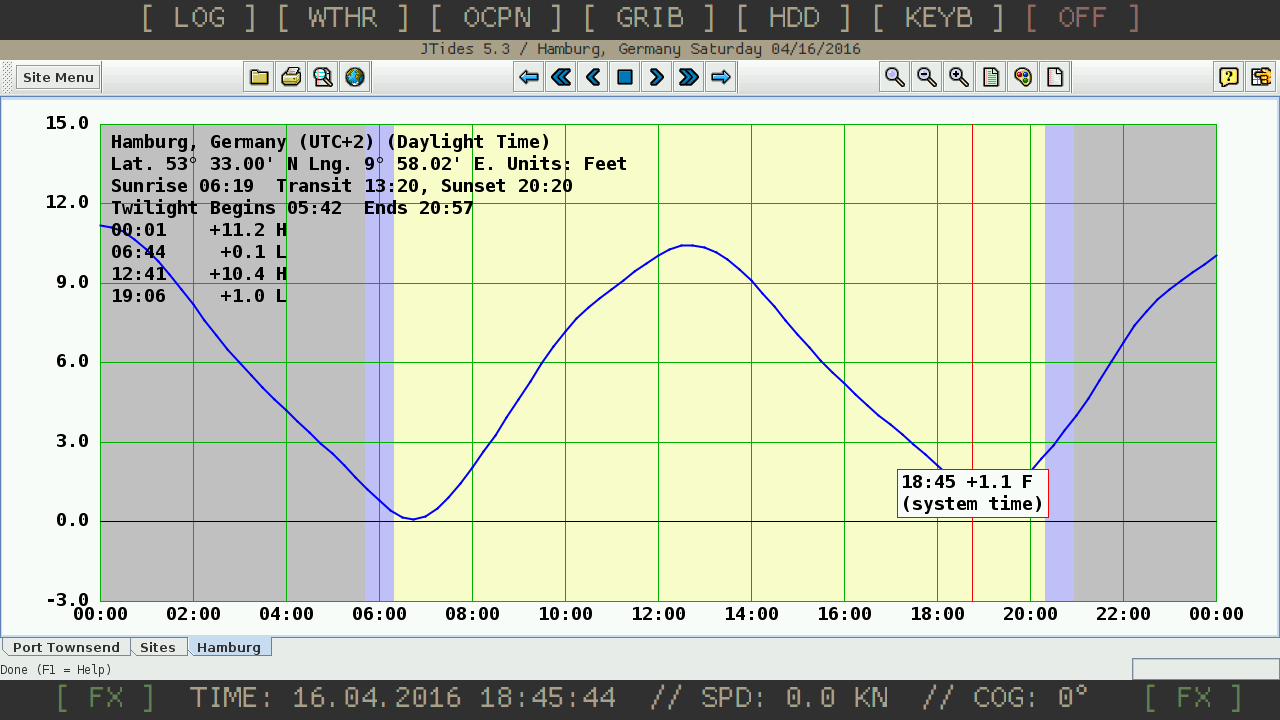 [ LOG ] [ WTHR ] [ OCPN ] [ GRIB ] [ HDD ] [ KEYB ] [ OFF ]
JTides 5.3 / Hamburg, Germany Saturday 04/16/2016
Site Menu
15.0
Hamburg, Germany (UTC+2) (Daylight Time)
Lat. 53° 33.00' N Lng. 9° 58.02' E. Units: Feet
Sunrise 06:19 Transit 13:20, Sunset 20:20
12.0
Twilight Begins 05:42 Ends 20:57
00:01 +11.2 H
06:44 +0.1 L
12:41 +10.4 H
9.0
19:06 +1.0 L
6.0
3.0
18:45 +1.1 F
(system time)
0.0
-3.0
00:00 02:00 04:00 06:00 08:00 10:00 12:00 14:00 16:00 18:00 20:00 22:00 00:00
Port Townsend Sites Hamburg
Done (F1 = Help)
[ FX ] TIME: 16.04.2016 18:45:44 // SPD: 0.0 KN // COG: 0° [ FX ]